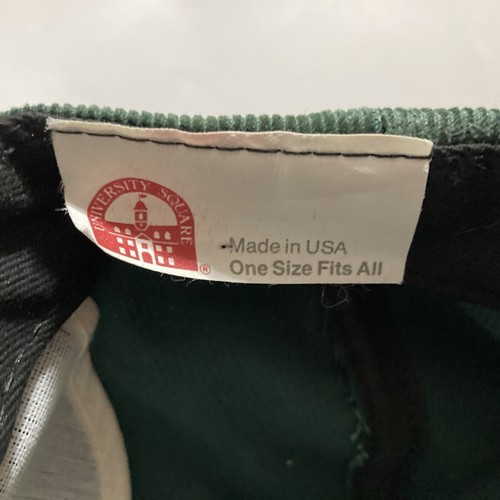 UNIVERSITY SQUARE
®
Made in USA
One Size Fits All